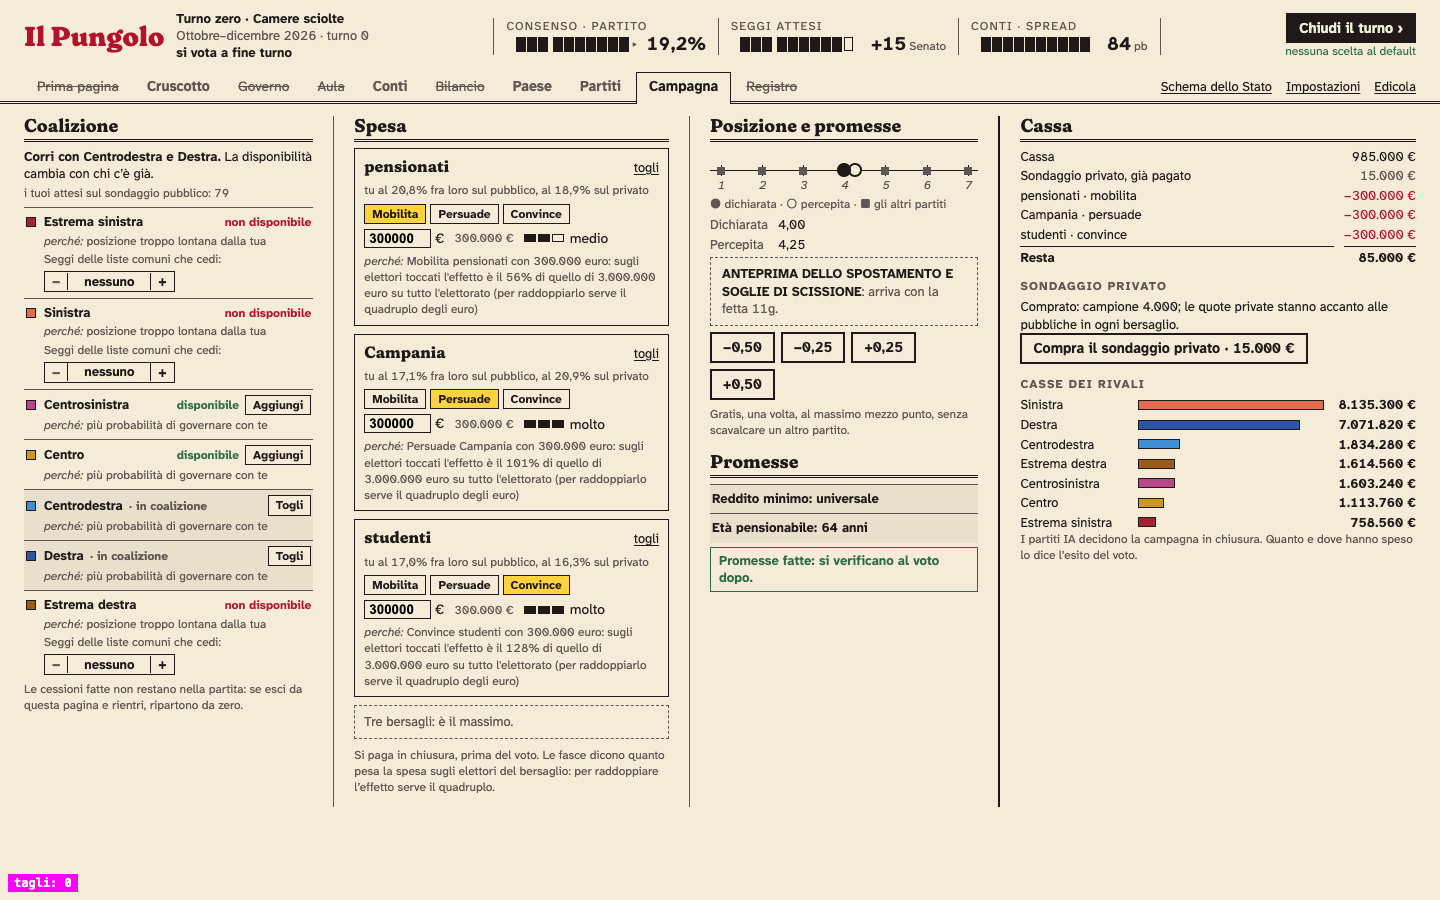 Il Pungolo
Turno zero · Camere sciolte
Ottobre-dicembre 2026 · turno 0
si vota a fine turno
CONSENSO · PARTITO
19,2%
SEGGI ATTESI
+15 Senato
CONTI · SPREAD
84 pb
Chiudi il turno ›
nessuna scelta al default
Prima pagina Cruscotto Governo Aula Conti Bilancio Paese Partiti Campagna Registro
Schema dello Stato Impostazioni Edicola
Coalizione
Corri con Centrodestra e Destra. La disponibilità
cambia con chi c'è già.
i tuoi attesi sul sondaggio pubblico: 79
Estrema sinistra non disponibile
perché: posizione troppo lontana dalla tua
Seggi delle liste comuni che cedi:
− nessuno +
Sinistra non disponibile
perché: posizione troppo lontana dalla tua
Seggi delle liste comuni che cedi:
− nessuno +
Centrosinistra disponibile Aggiungi
perché: più probabilità di governare con te
Centro disponibile Aggiungi
perché: più probabilità di governare con te
Centrodestra · in coalizione Togli
perché: più probabilità di governare con te
Destra · in coalizione Togli
perché: più probabilità di governare con te
Estrema destra non disponibile
perché: posizione troppo lontana dalla tua
Seggi delle liste comuni che cedi:
− nessuno +
Le cessioni fatte non restano nella partita: se esci da
questa pagina e rientri, ripartono da zero.
Spesa
pensionati togli
tu al 20,8% fra loro sul pubblico, al 18,9% sul privato
Mobilita Persuade Convince
300000 € 300.000 € medio
perché: Mobilita pensionati con 300.000 euro: sugli
elettori toccati l'effetto è il 56% di quello di 3.000.000
euro su tutto l'elettorato (per raddoppiarlo serve il
quadruplo degli euro)
Campania togli
tu al 17,1% fra loro sul pubblico, al 20,9% sul privato
Mobilita Persuade Convince
300000 € 300.000 € molto
perché: Persuade Campania con 300.000 euro: sugli
elettori toccati l'effetto è il 101% di quello di
3.000.000 euro su tutto l'elettorato (per raddoppiarlo
serve il quadruplo degli euro)
studenti togli
tu al 17,0% fra loro sul pubblico, al 16,3% sul privato
Mobilita Persuade Convince
300000 € 300.000 € molto
perché: Convince studenti con 300.000 euro: sugli
elettori toccati l'effetto è il 128% di quello di
3.000.000 euro su tutto l'elettorato (per raddoppiarlo
serve il quadruplo degli euro)
Tre bersagli: è il massimo.
Si paga in chiusura, prima del voto. Le fasce dicono quanto
pesa la spesa sugli elettori del bersaglio: per raddoppiare
l'effetto serve il quadruplo.
Posizione e promesse
1 2 3 4 5 6 7
dichiarata · percepita · gli altri partiti
Dichiarata 4,00
Percepita 4,25
ANTEPRIMA DELLO SPOSTAMENTO E
SOGLIE DI SCISSIONE: arriva con la
fetta 11g.
−0,50 −0,25 +0,25
+0,50
Gratis, una volta, al massimo mezzo punto, senza
scavalcare un altro partito.
Promesse
Reddito minimo: universale
Età pensionabile: 64 anni
Promesse fatte: si verificano al voto
dopo.
Cassa
Cassa 985.000 €
Sondaggio privato, già pagato 15.000 €
pensionati · mobilita −300.000 €
Campania · persuade −300.000 €
studenti · convince −300.000 €
Resta 85.000 €
SONDAGGIO PRIVATO
Comprato: campione 4.000; le quote private stanno accanto alle
pubbliche in ogni bersaglio.
Compra il sondaggio privato · 15.000 €
CASSE DEI RIVALI
Sinistra 8.135.300 €
Destra 7.071.820 €
Centrodestra 1.834.280 €
Estrema destra 1.614.560 €
Centrosinistra 1.603.240 €
Centro 1.113.760 €
Estrema sinistra 758.560 €
I partiti IA decidono la campagna in chiusura. Quanto e dove hanno speso
lo dice l'esito del voto.
tagli: 0